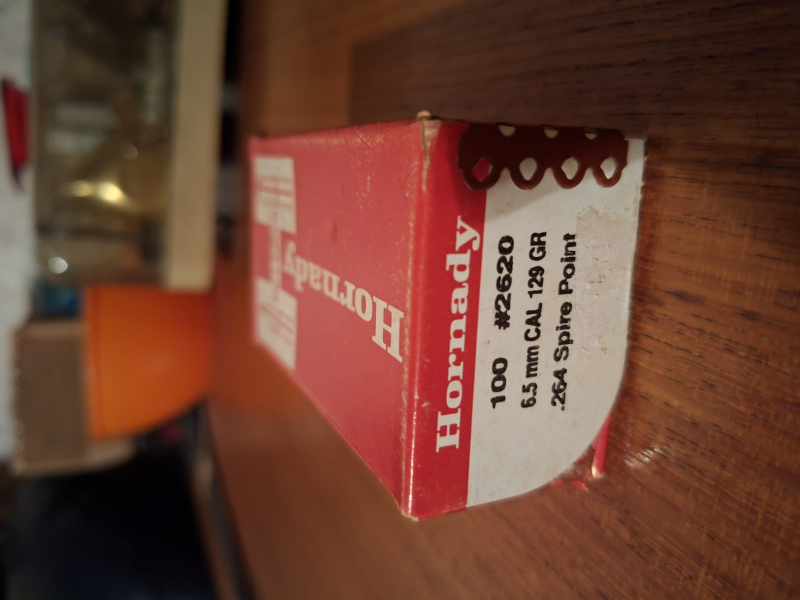 Hornady
Hornady
100 #2620
6.5 mm CAL 129 GR
.264 Spire Point